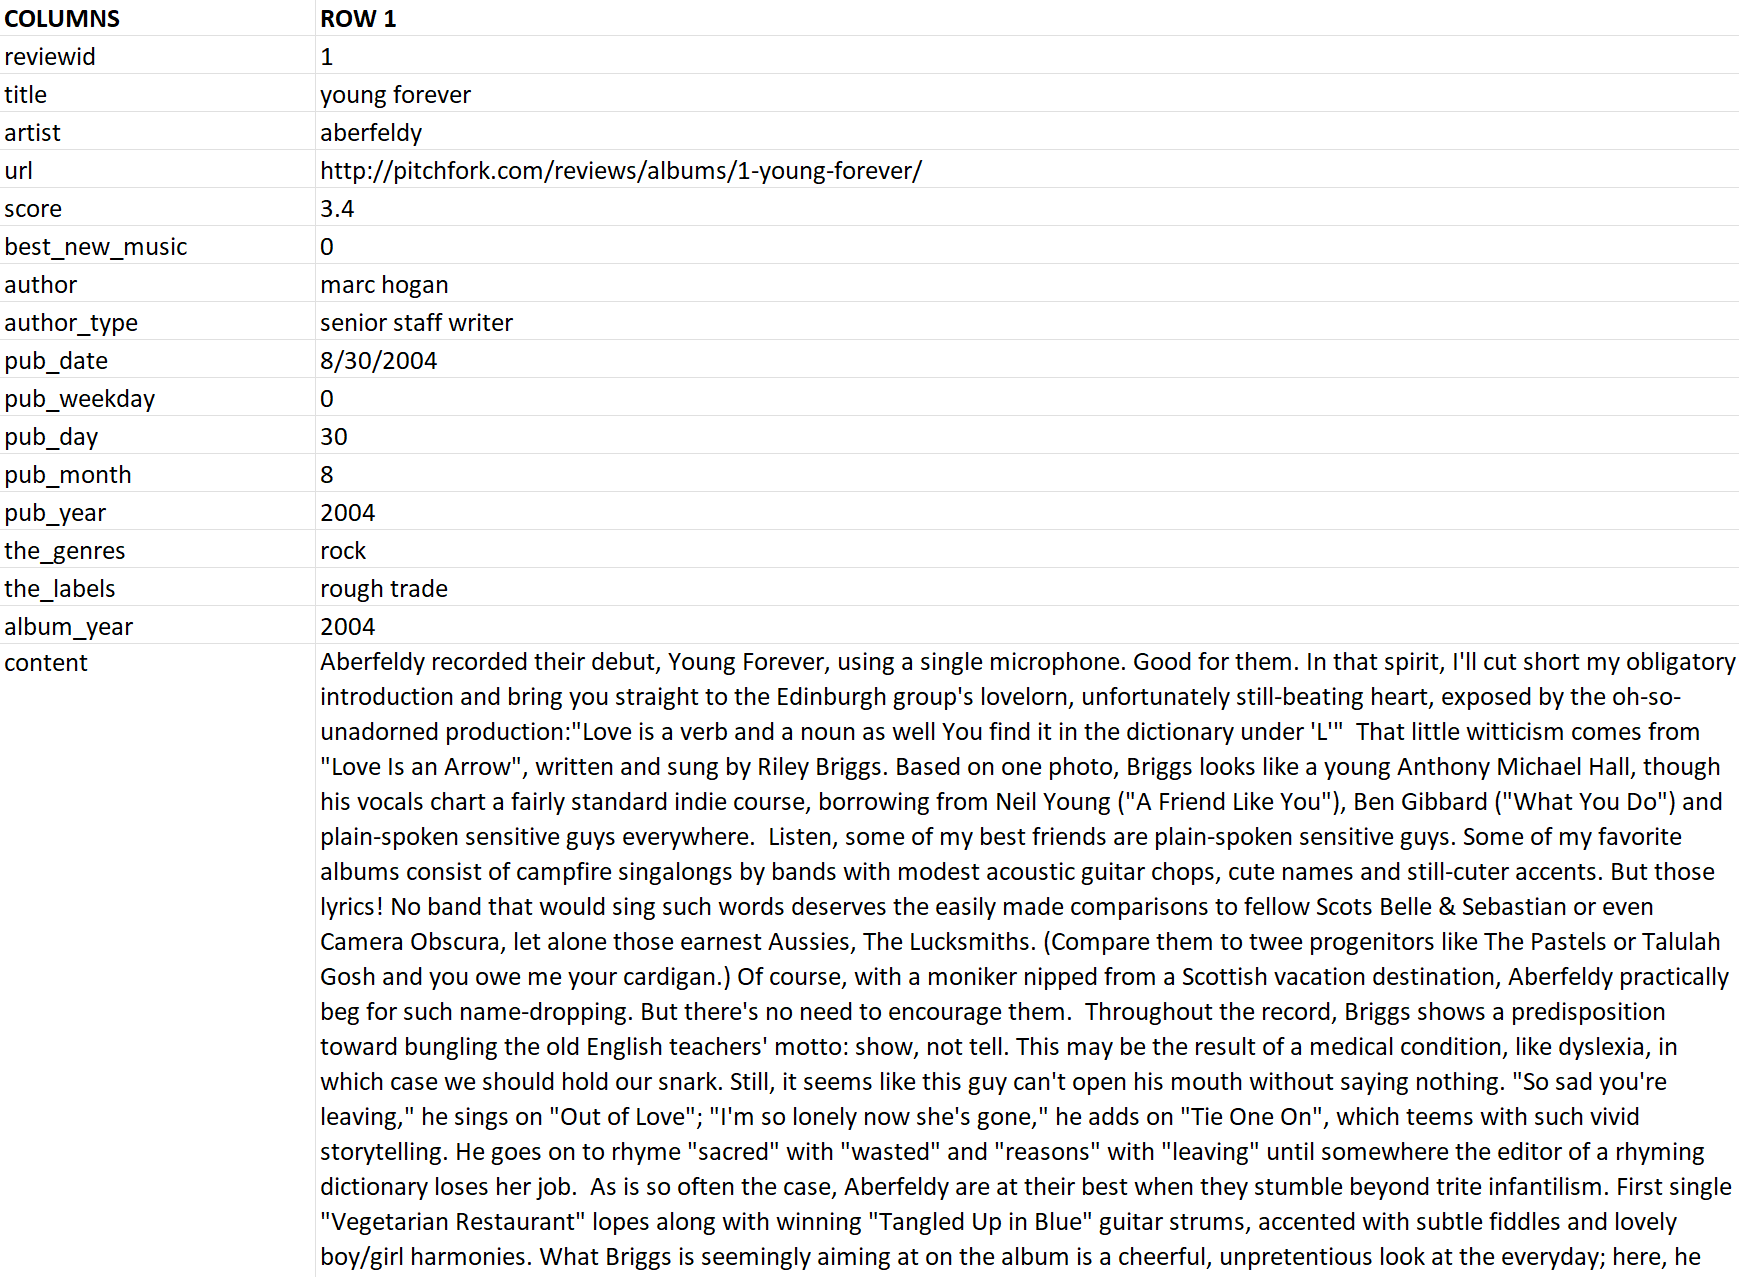 COLUMNS ROW 1
reviewid 1
title young forever
artist aberfeldy
url http://pitchfork.com/reviews/albums/1-young-forever/
score 3.4
best_new_music 0
author marc hogan
author_type senior staff writer
pub_date 8/30/2004
pub_weekday 0
pub_day 30
pub_month 8
pub_year 2004
the_genres rock
the_labels rough trade
album_year 2004
content Aberfeldy recorded their debut, Young Forever, using a single microphone. Good for them. In that spirit, I'll cut short my obligatory
introduction and bring you straight to the Edinburgh group's lovelorn, unfortunately still-beating heart, exposed by the oh-so-
unadorned production:"Love is a verb and a noun as well You find it in the dictionary under 'L'"  That little witticism comes from
"Love Is an Arrow", written and sung by Riley Briggs. Based on one photo, Briggs looks like a young Anthony Michael Hall, though
his vocals chart a fairly standard indie course, borrowing from Neil Young ("A Friend Like You"), Ben Gibbard ("What You Do") and
plain-spoken sensitive guys everywhere.  Listen, some of my best friends are plain-spoken sensitive guys. Some of my favorite
albums consist of campfire singalongs by bands with modest acoustic guitar chops, cute names and still-cuter accents. But those
lyrics! No band that would sing such words deserves the easily made comparisons to fellow Scots Belle & Sebastian or even
Camera Obscura, let alone those earnest Aussies, The Lucksmiths. (Compare them to twee progenitors like The Pastels or Talulah
Gosh and you owe me your cardigan.) Of course, with a moniker nipped from a Scottish vacation destination, Aberfeldy practically
beg for such name-dropping. But there's no need to encourage them.  Throughout the record, Briggs shows a predisposition
toward bungling the old English teachers' motto: show, not tell. This may be the result of a medical condition, like dyslexia, in
which case we should hold our snark. Still, it seems like this guy can't open his mouth without saying nothing. "So sad you're
leaving," he sings on "Out of Love"; "I'm so lonely now she's gone," he adds on "Tie One On", which teems with such vivid
storytelling. He goes on to rhyme "sacred" with "wasted" and "reasons" with "leaving" until somewhere the editor of a rhyming
dictionary loses her job.  As is so often the case, Aberfeldy are at their best when they stumble beyond trite infantilism. First single
"Vegetarian Restaurant" lopes along with winning "Tangled Up in Blue" guitar strums, accented with subtle fiddles and lovely
boy/girl harmonies. What Briggs is seemingly aiming at on the album is a cheerful, unpretentious look at the everyday; here, he